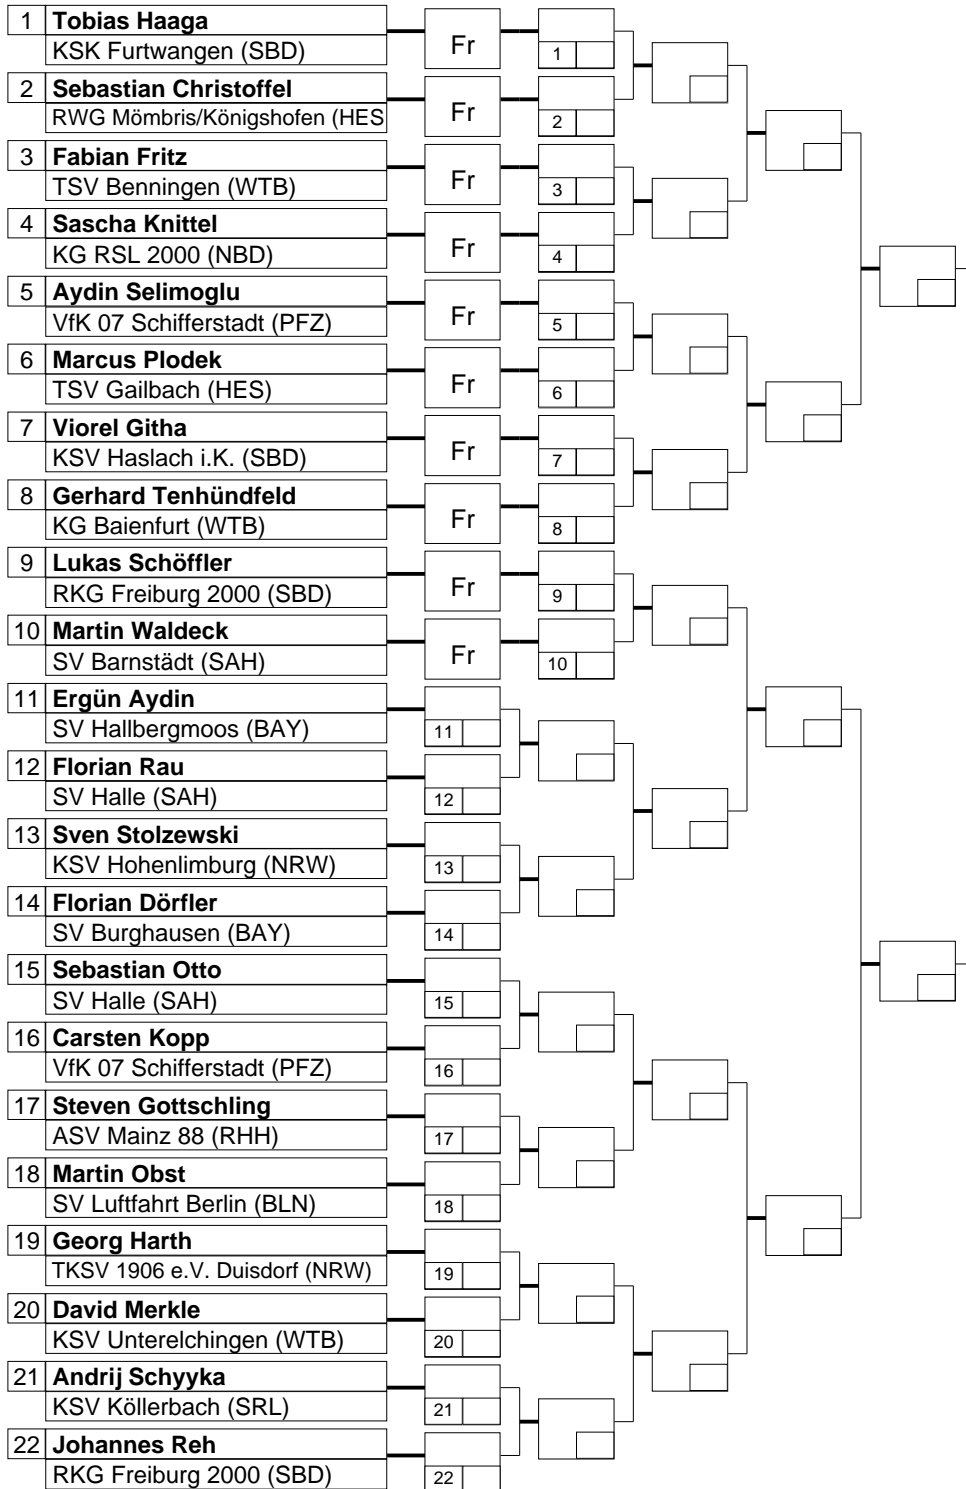 1 Tobias Haaga Fr
KSK Furtwangen (SBD) 1
2 Sebastian Christoffel Fr
RWG Mömbris/Königshofen (HES 2
3 Fabian Fritz Fr
TSV Benningen (WTB) 3
4 Sascha Knittel Fr
KG RSL 2000 (NBD) 4
5 Aydin Selimoglu Fr
VfK 07 Schifferstadt (PFZ) 5
6 Marcus Plodek Fr
TSV Gailbach (HES) 6
7 Viorel Githa Fr
KSV Haslach i.K. (SBD) 7
8 Gerhard Tenhündfeld Fr
KG Baienfurt (WTB) 8
9 Lukas Schöffler Fr
RKG Freiburg 2000 (SBD) 9
10 Martin Waldeck Fr
SV Barnstädt (SAH) 10
11 Ergün Aydin
SV Hallbergmoos (BAY) 11
12 Florian Rau
SV Halle (SAH) 12
13 Sven Stolzewski
KSV Hohenlimburg (NRW) 13
14 Florian Dörfler
SV Burghausen (BAY) 14
15 Sebastian Otto
SV Halle (SAH) 15
16 Carsten Kopp
VfK 07 Schifferstadt (PFZ) 16
17 Steven Gottschling
ASV Mainz 88 (RHH) 17
18 Martin Obst
SV Luftfahrt Berlin (BLN) 18
19 Georg Harth
TKSV 1906 e.V. Duisdorf (NRW) 19
20 David Merkle
KSV Unterelchingen (WTB) 20
21 Andrij Schyyka
KSV Köllerbach (SRL) 21
22 Johannes Reh
RKG Freiburg 2000 (SBD) 22